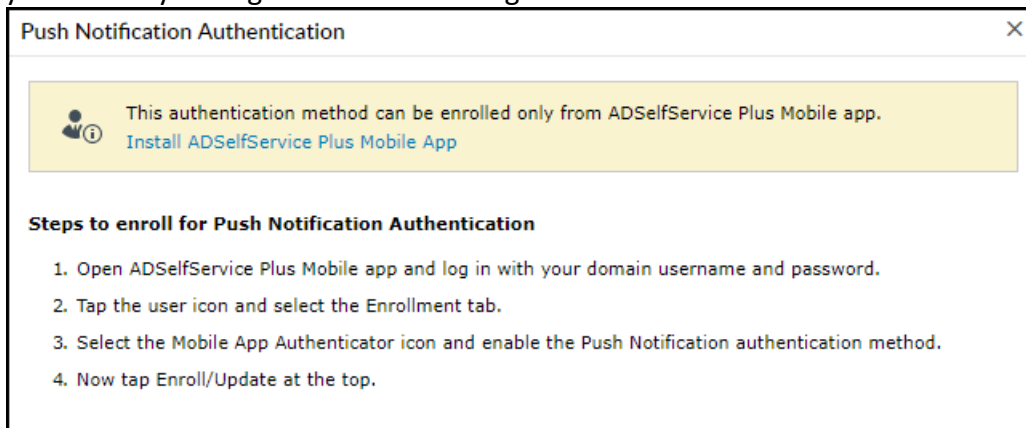 Push Notification Authentication
This authentication method can be enrolled only from ADSelfService Plus Mobile app.
Install ADSelfService Plus Mobile App
Steps to enroll for Push Notification Authentication
1. Open ADSelfService Plus Mobile app and log in with your domain username and password.
2. Tap the user icon and select the Enrollment tab.
3. Select the Mobile App Authenticator icon and enable the Push Notification authentication method.
4. Now tap Enroll/Update at the top.